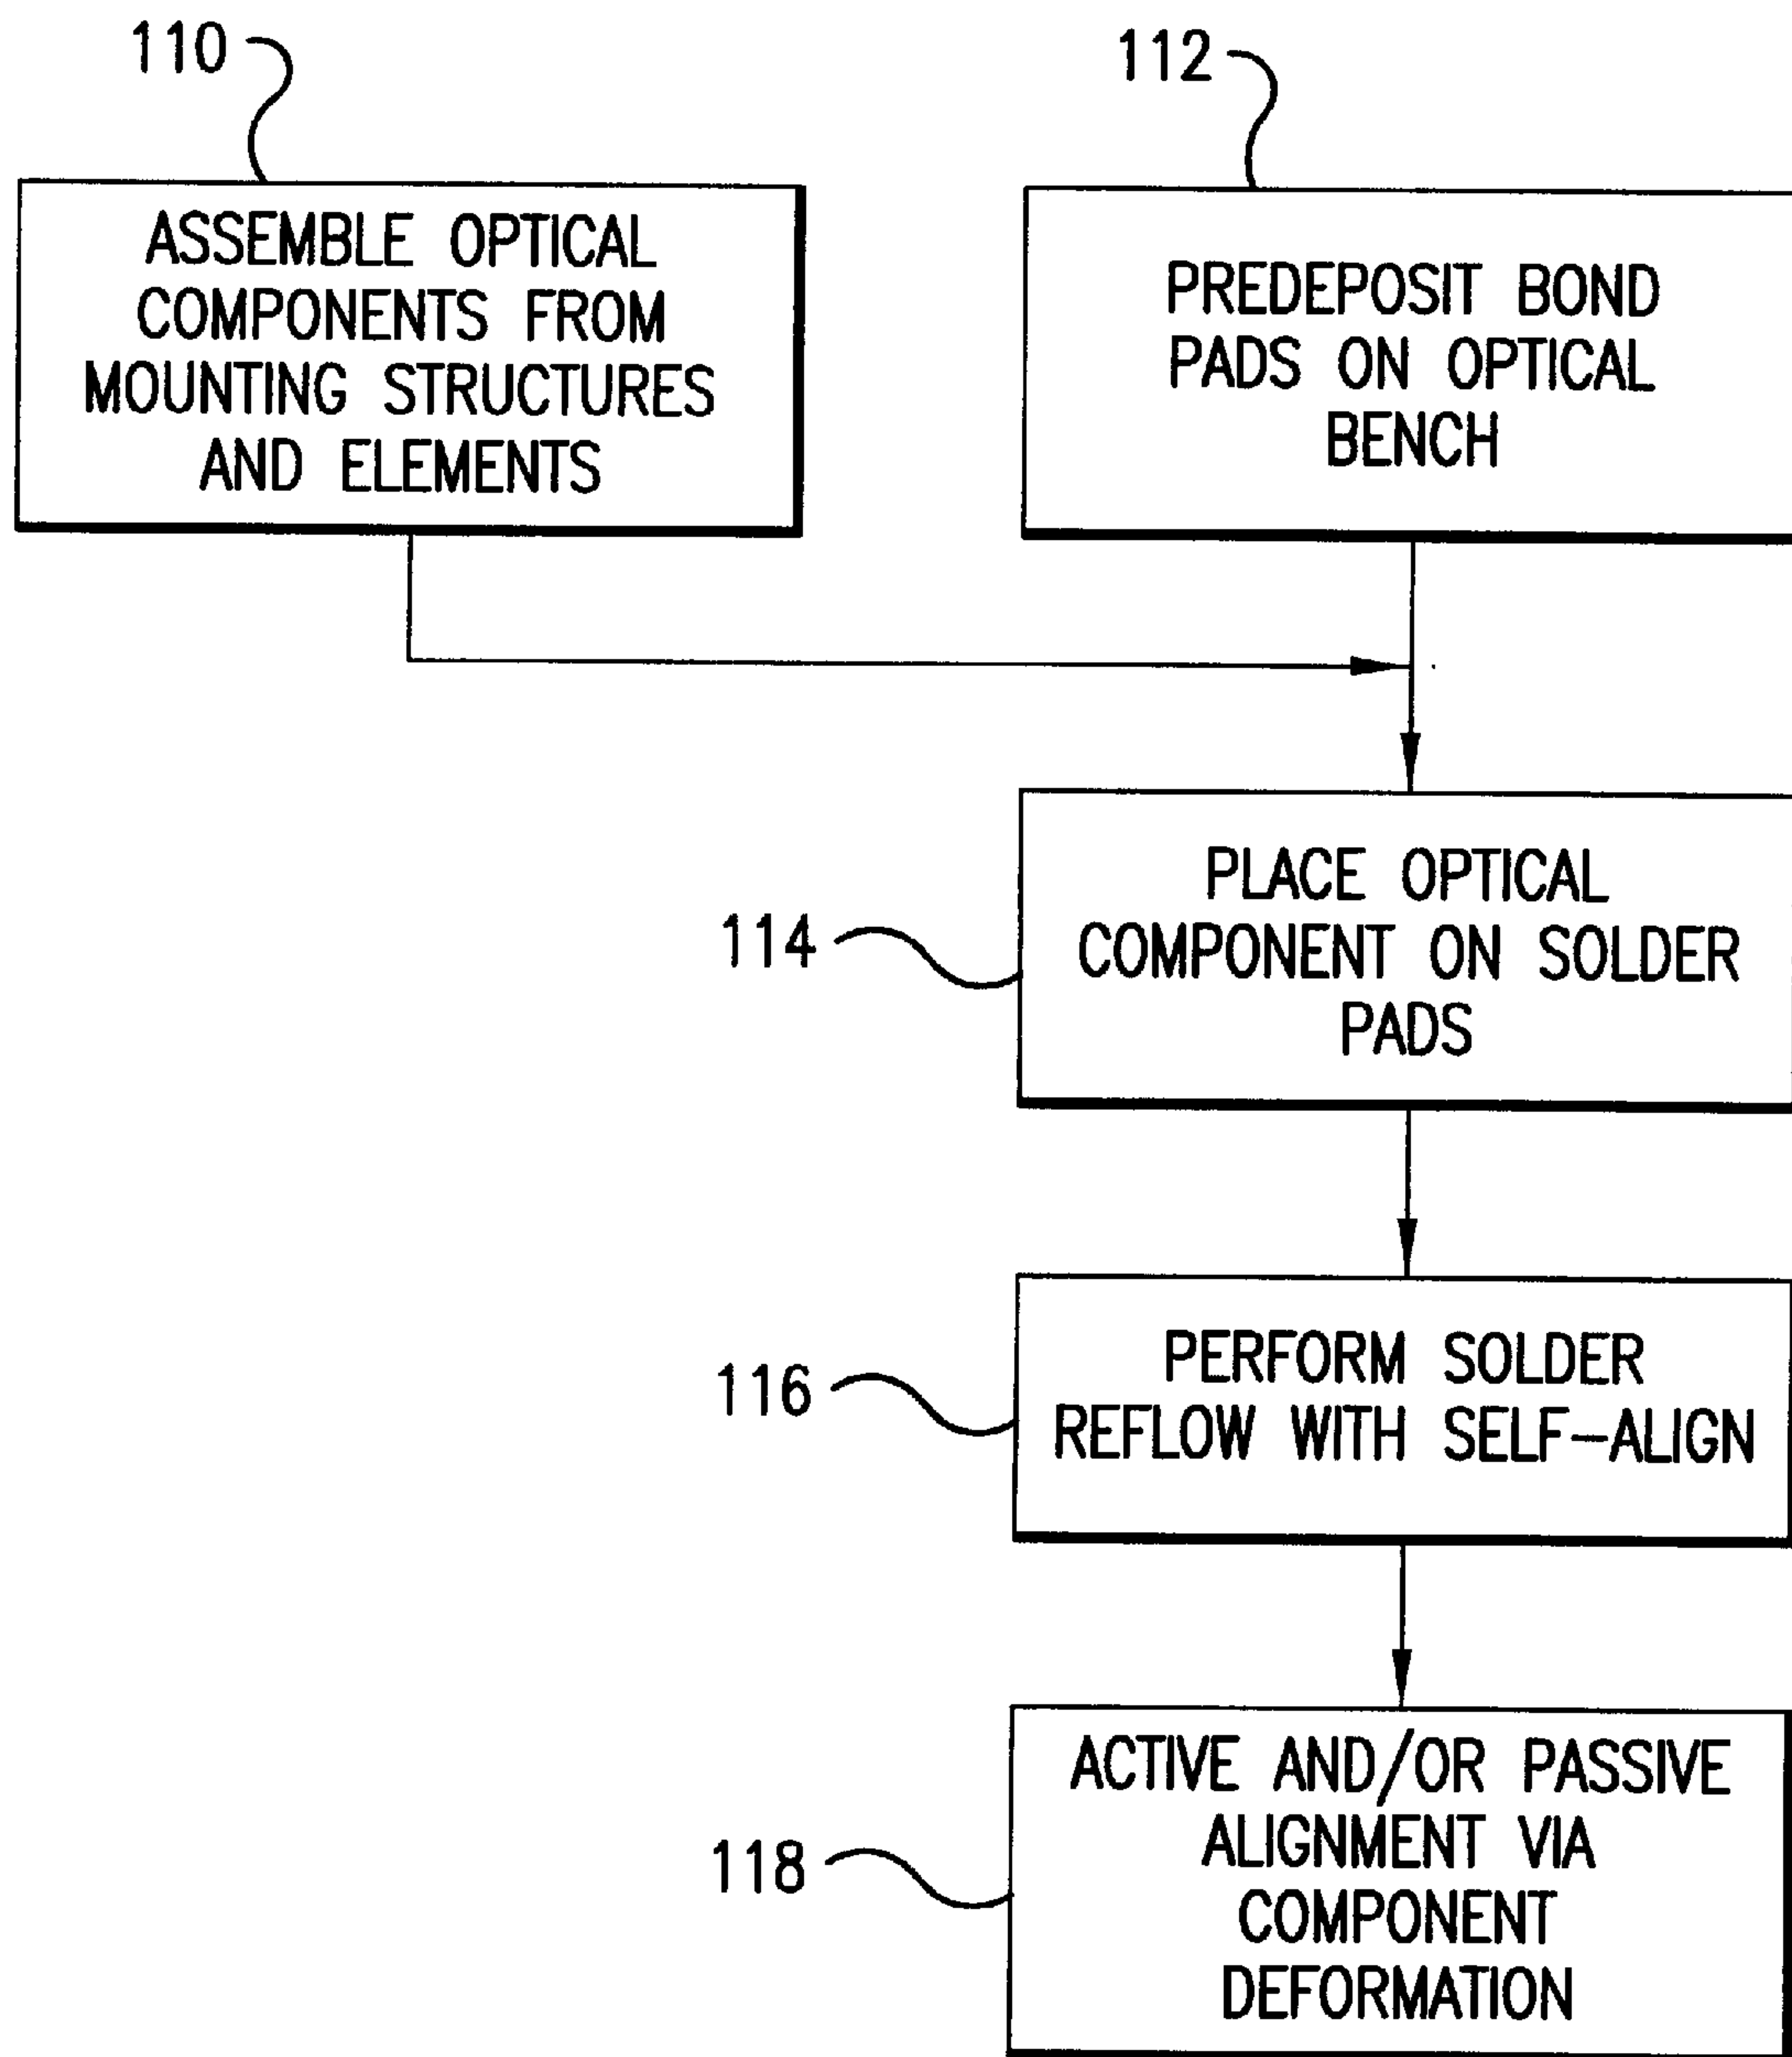 110
ASSEMBLE OPTICAL
COMPONENTS FROM
MOUNTING STRUCTURES
AND ELEMENTS
112
PREDEPOSIT BOND
PADS ON OPTICAL
BENCH
114
PLACE OPTICAL
COMPONENT ON SOLDER
PADS
116
PERFORM SOLDER
REFLOW WITH SELF-ALIGN
118
ACTIVE AND/OR PASSIVE
ALIGNMENT VIA
COMPONENT
DEFORMATION